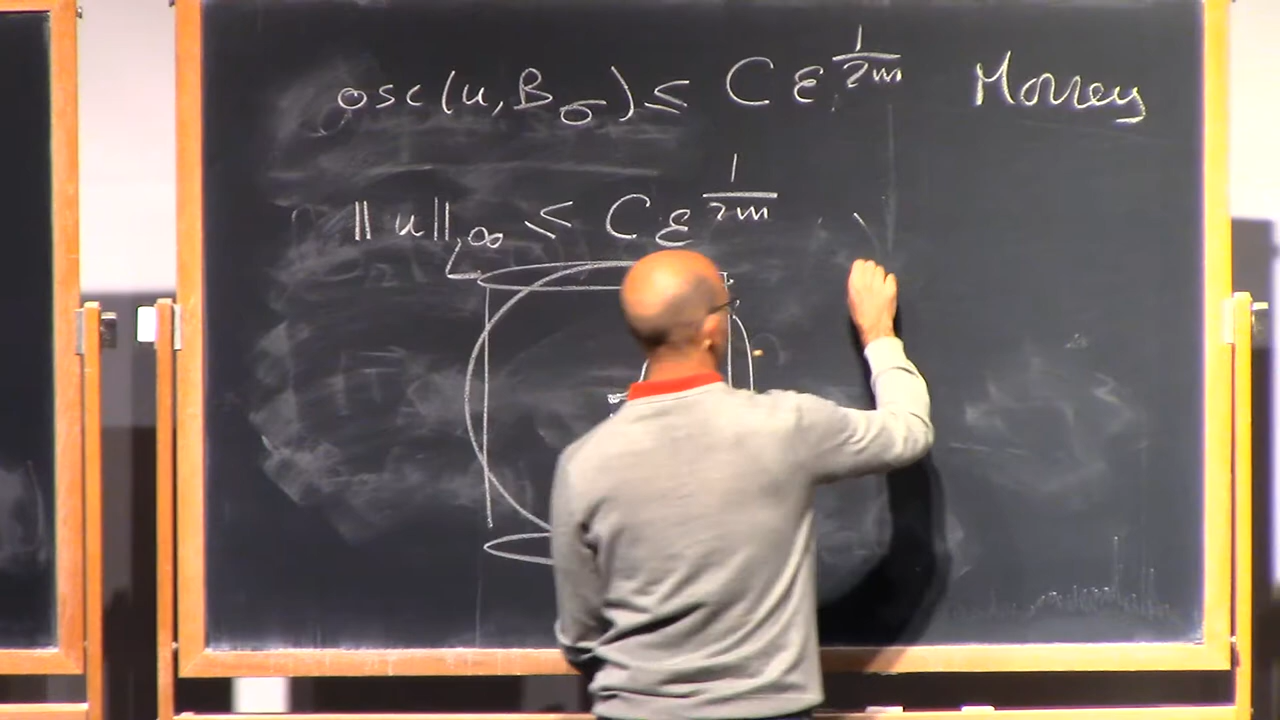 osc(u, B_σ) ≤ C ε^{1/2m} Morrey
‖u‖_∞ ≤ C ε^{1/2m}